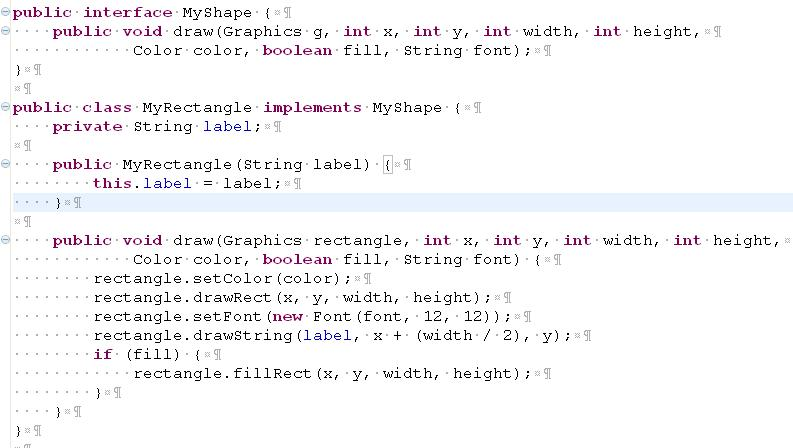 public interface MyShape {
    public void draw(Graphics g, int x, int y, int width, int height,
            Color color, boolean fill, String font);
}

public class MyRectangle implements MyShape {
    private String label;

    public MyRectangle(String label) {
        this.label = label;
    }

    public void draw(Graphics rectangle, int x, int y, int width, int height,
            Color color, boolean fill, String font) {
        rectangle.setColor(color);
        rectangle.drawRect(x, y, width, height);
        rectangle.setFont(new Font(font, 12, 12));
        rectangle.drawString(label, x + (width / 2), y);
        if (fill) {
            rectangle.fillRect(x, y, width, height);
        }
    }
}